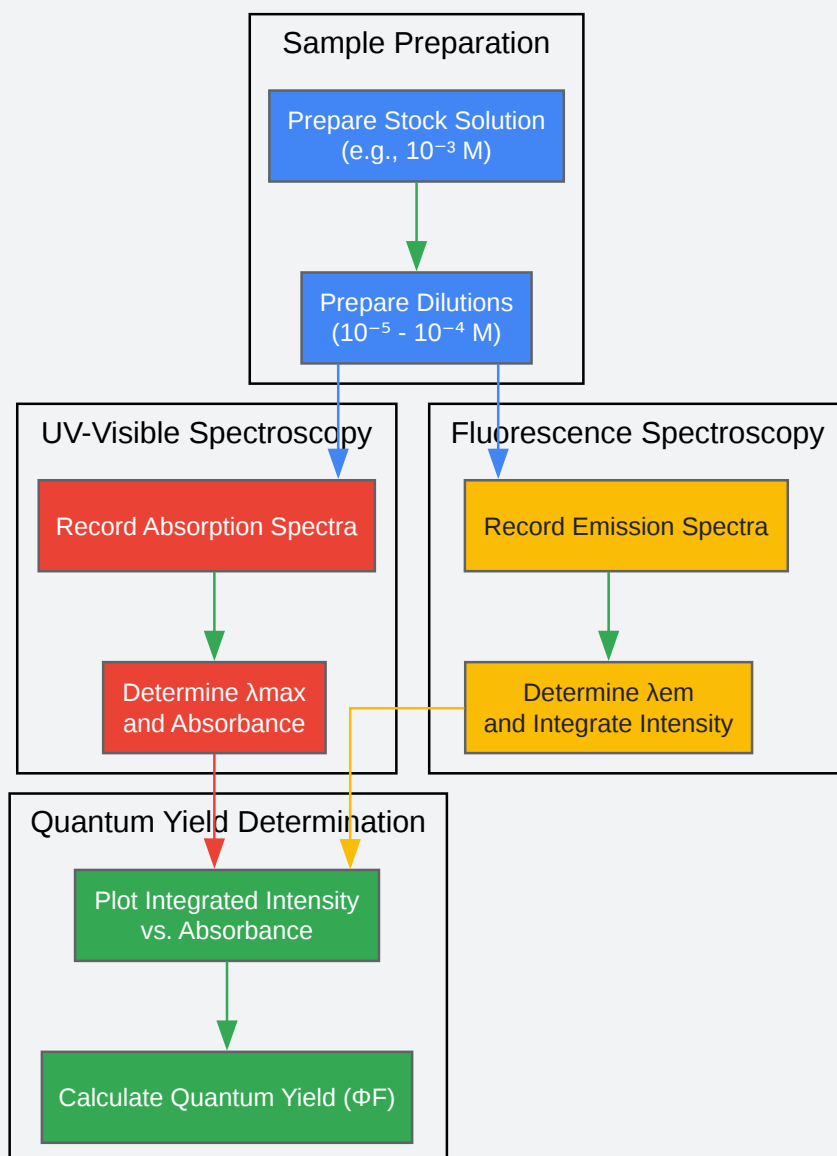 Sample Preparation
Prepare Stock Solution
(e.g., 10⁻³ M)
Prepare Dilutions
(10⁻⁵ - 10⁻⁴ M)
UV-Visible Spectroscopy
Record Absorption Spectra
Determine λmax
and Absorbance
Fluorescence Spectroscopy
Record Emission Spectra
Determine λem
and Integrate Intensity
Quantum Yield Determination
Plot Integrated Intensity
vs. Absorbance
Calculate Quantum Yield (ΦF)